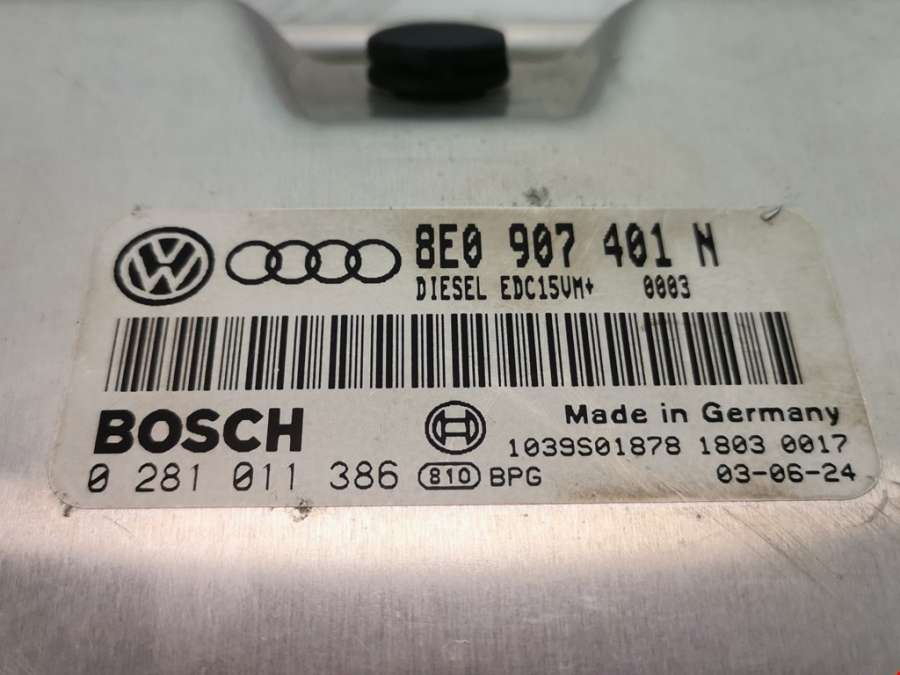 8E0 907 401 N
DIESEL EDC15VM+ 0003
BOSCH
Made in Germany
1039S01878 1803 0017
0 281 011 386 810 BPG
03-06-24